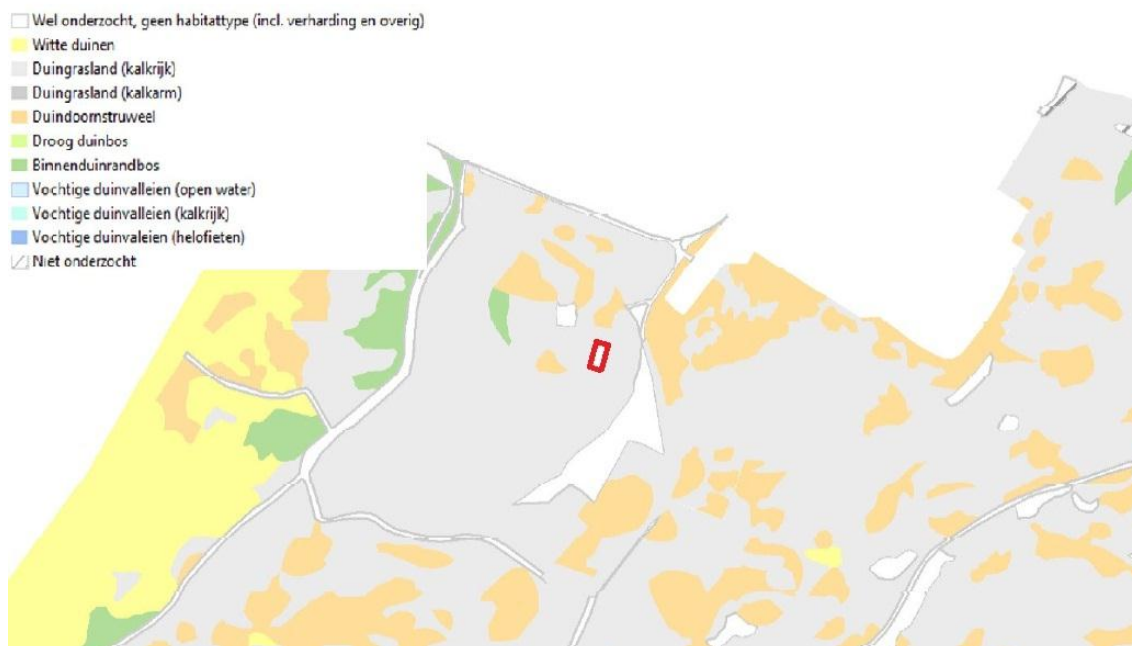 Wel onderzocht, geen habitattype (incl. verharding en overig)
Witte duinen
Duingrasland (kalkrijk)
Duingrasland (kalkarm)
Duindoornstruweel
Droog duinbos
Binnenduinrandbos
Vochtige duinvalleien (open water)
Vochtige duinvalleien (kalkrijk)
Vochtige duinvaleien (helofieten)
Niet onderzocht